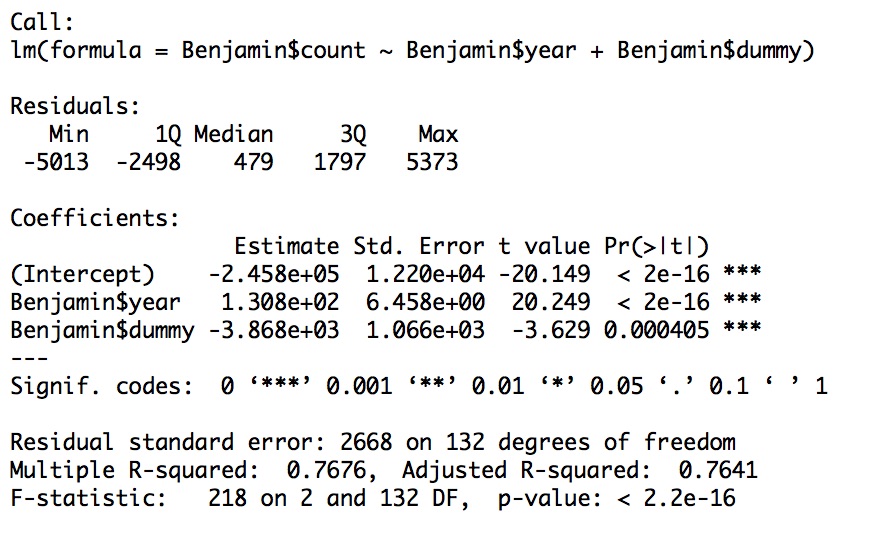 Call:
lm(formula = Benjamin$count ~ Benjamin$year + Benjamin$dummy)
Residuals:
Min 1Q Median 3Q Max
-5013 -2498 479 1797 5373
Coefficients:
Estimate Std. Error t value Pr(>|t|)
(Intercept) -2.458e+05 1.220e+04 -20.149 < 2e-16 ***
Benjamin$year 1.308e+02 6.458e+00 20.249 < 2e-16 ***
Benjamin$dummy -3.868e+03 1.066e+03 -3.629 0.000405 ***
---
Signif. codes: 0 ‘***’ 0.001 ‘**’ 0.01 ‘*’ 0.05 ‘.’ 0.1 ‘ ’ 1
Residual standard error: 2668 on 132 degrees of freedom
Multiple R-squared: 0.7676, Adjusted R-squared: 0.7641
F-statistic: 218 on 2 and 132 DF, p-value: < 2.2e-16